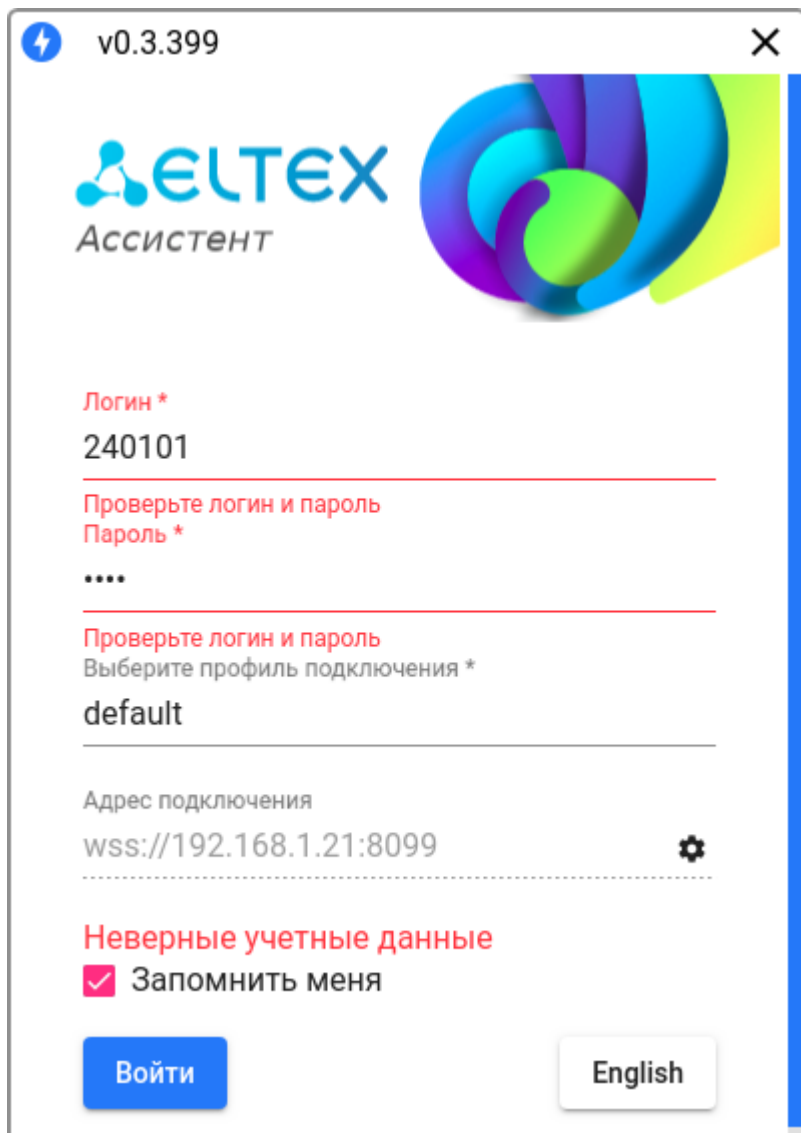 v0.3.399
ELTEX
Ассистент
Логин *
240101
Проверьте логин и пароль
Пароль *
••••
Проверьте логин и пароль
Выберите профиль подключения *
default
Адрес подключения
wss://192.168.1.21:8099
Неверные учетные данные
Запомнить меня
Войти
English